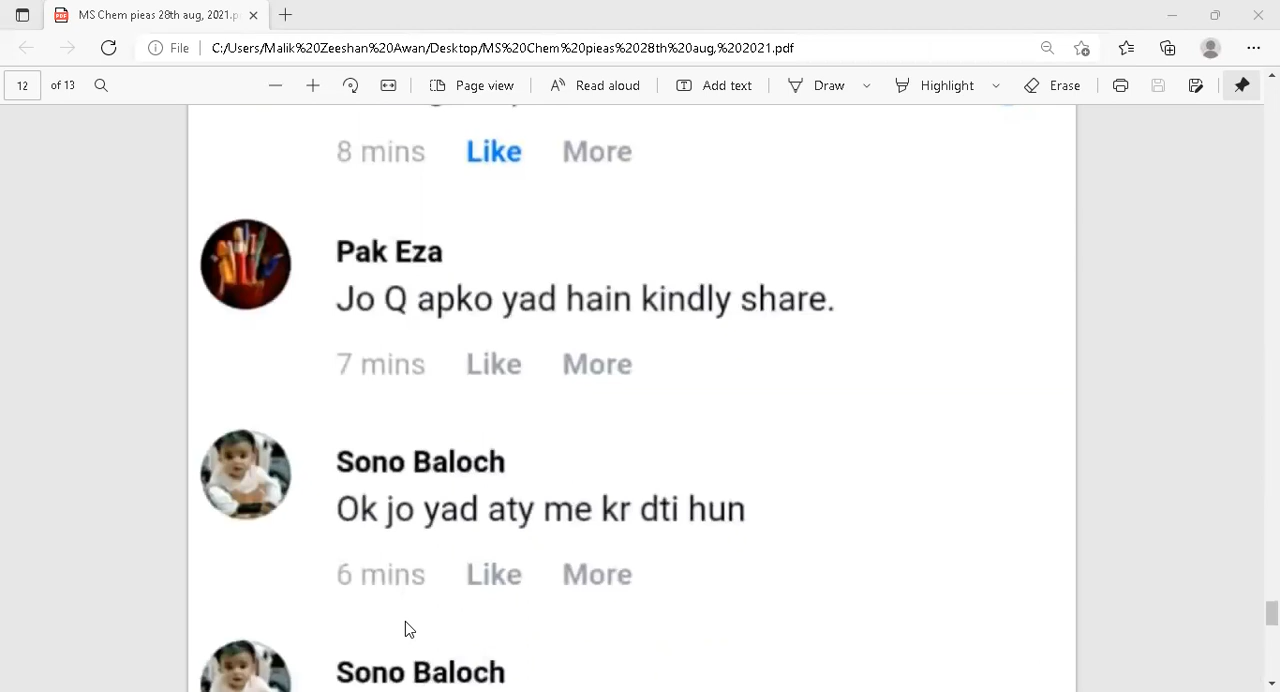 MS Chem pieas 28th aug, 2021.p
File C:/Users/Malik%20Zeeshan%20Awan/Desktop/MS%20Chem%20pieas%2028th%20aug,%202021.pdf
12 of 13 Page view Read aloud Add text Draw Highlight Erase
8 mins Like More
Pak Eza
Jo Q apko yad hain kindly share.
7 mins Like More
Sono Baloch
Ok jo yad aty me kr dti hun
6 mins Like More
Sono Baloch